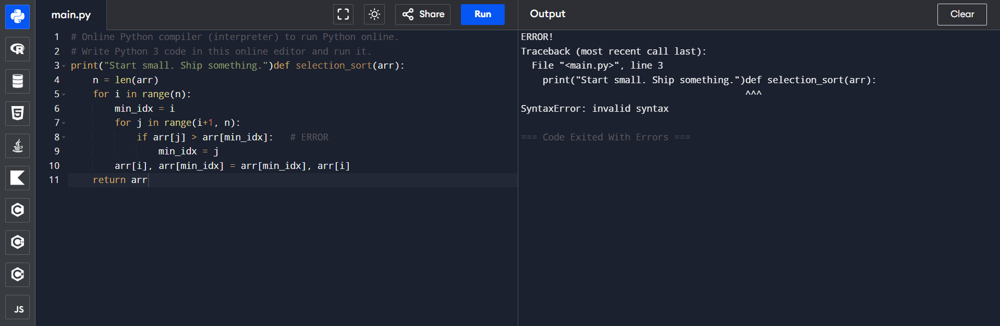 main.py
Share
Run
Output
Clear
1 # Online Python compiler (interpreter) to run Python online.
2 # Write Python 3 code in this online editor and run it.
3 print("Start small. Ship something.")def selection_sort(arr):
4     n = len(arr)
5     for i in range(n):
6         min_idx = i
7         for j in range(i+1, n):
8             if arr[j] > arr[min_idx]:   # ERROR
9                 min_idx = j
10         arr[i], arr[min_idx] = arr[min_idx], arr[i]
11     return arr
ERROR!
Traceback (most recent call last):
  File "<main.py>", line 3
    print("Start small. Ship something.")def selection_sort(arr):
                                         ^^^
SyntaxError: invalid syntax
=== Code Exited With Errors ===
R
5
C
C++
C#
JS